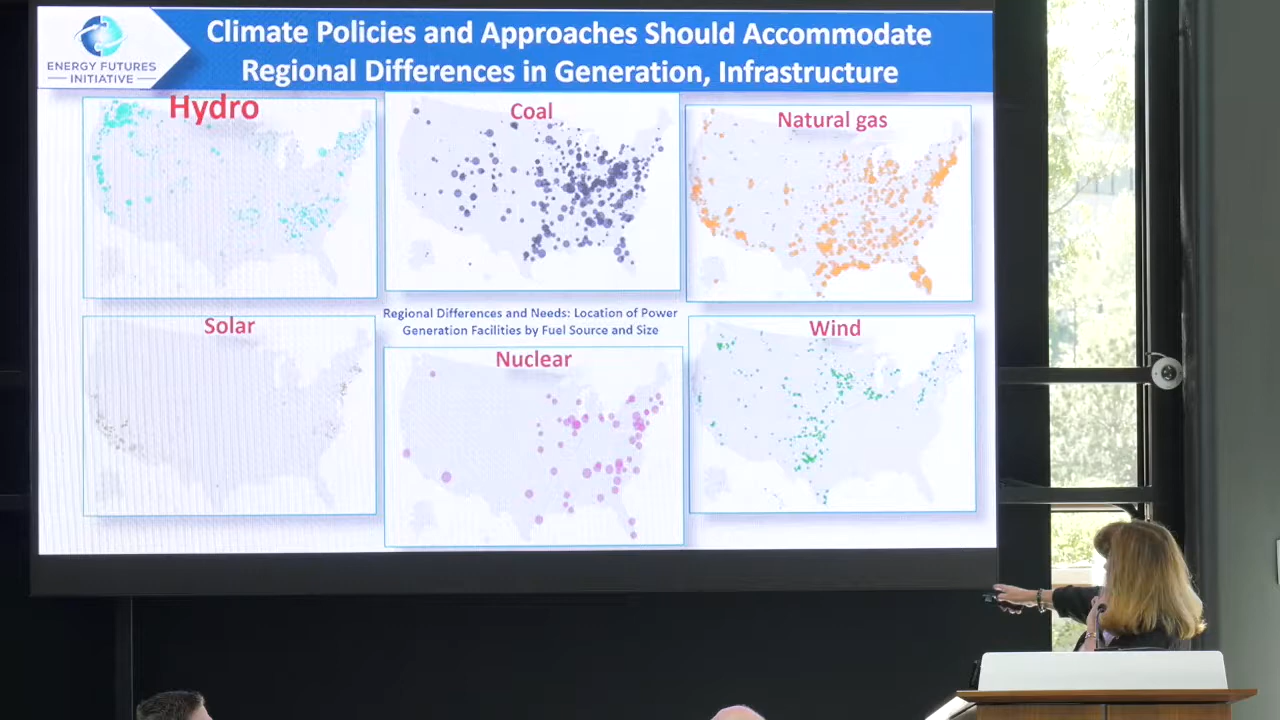 Climate Policies and Approaches Should Accommodate
Regional Differences in Generation, Infrastructure
ENERGY FUTURES
INITIATIVE
Hydro
Coal
Natural gas
Regional Differences and Needs: Location of Power
Generation Facilities by Fuel Source and Size
Solar
Nuclear
Wind